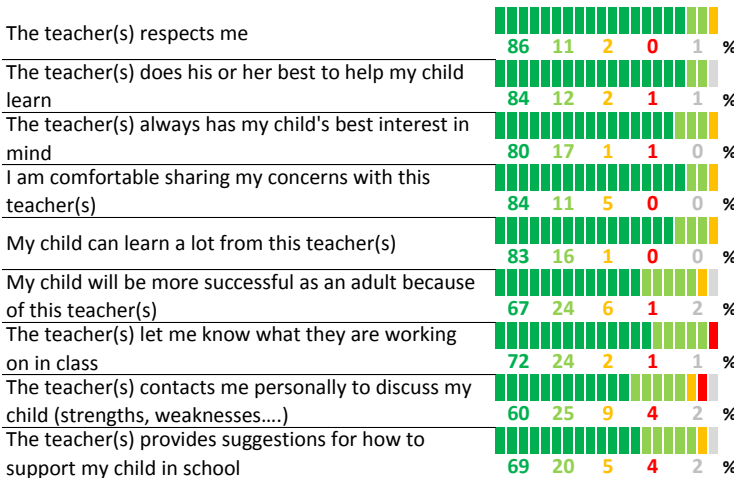 The teacher(s) respects me
86 11 2 0 1 %
The teacher(s) does his or her best to help my child
learn
84 12 2 1 1 %
The teacher(s) always has my child's best interest in
mind
80 17 1 1 0 %
I am comfortable sharing my concerns with this
teacher(s)
84 11 5 0 0 %
My child can learn a lot from this teacher(s)
83 16 1 0 0 %
My child will be more successful as an adult because
of this teacher(s)
67 24 6 1 2 %
The teacher(s) let me know what they are working
on in class
72 24 2 1 1 %
The teacher(s) contacts me personally to discuss my
child (strengths, weaknesses….)
60 25 9 4 2 %
The teacher(s) provides suggestions for how to
support my child in school
69 20 5 4 2 %